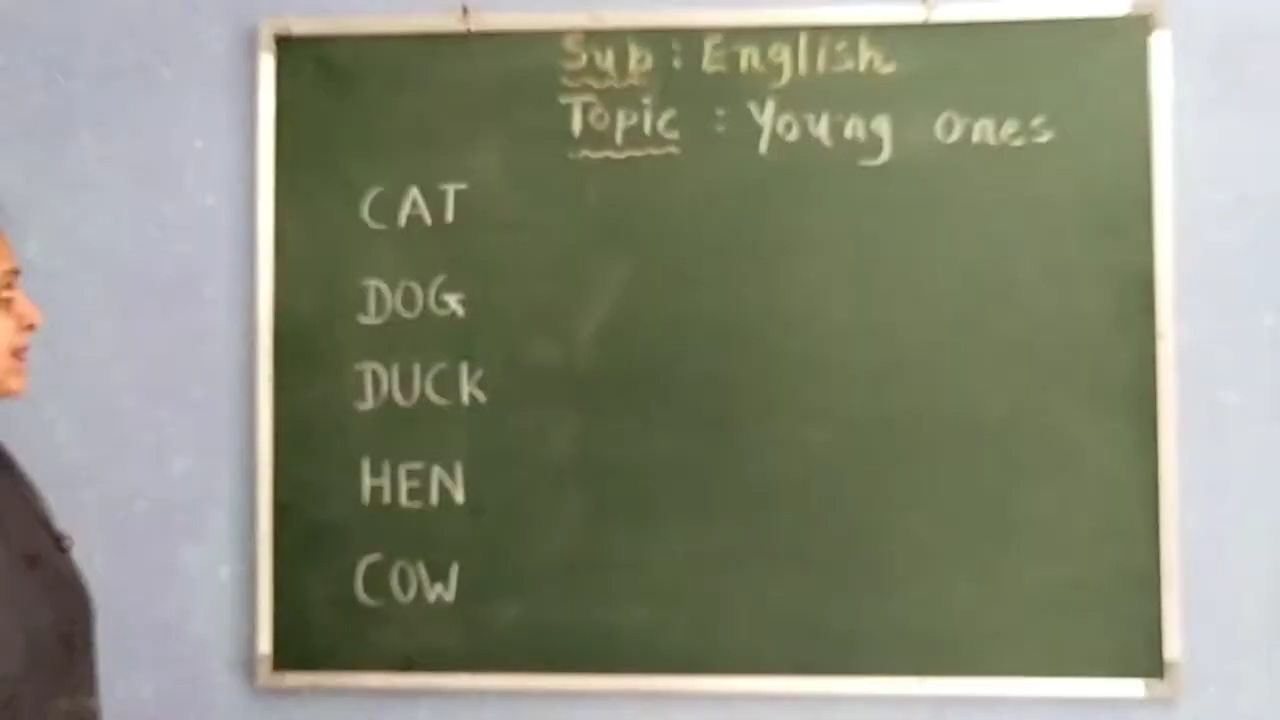 Sub : English
Topic : Young ones
CAT
DOG
DUCK
HEN
COW